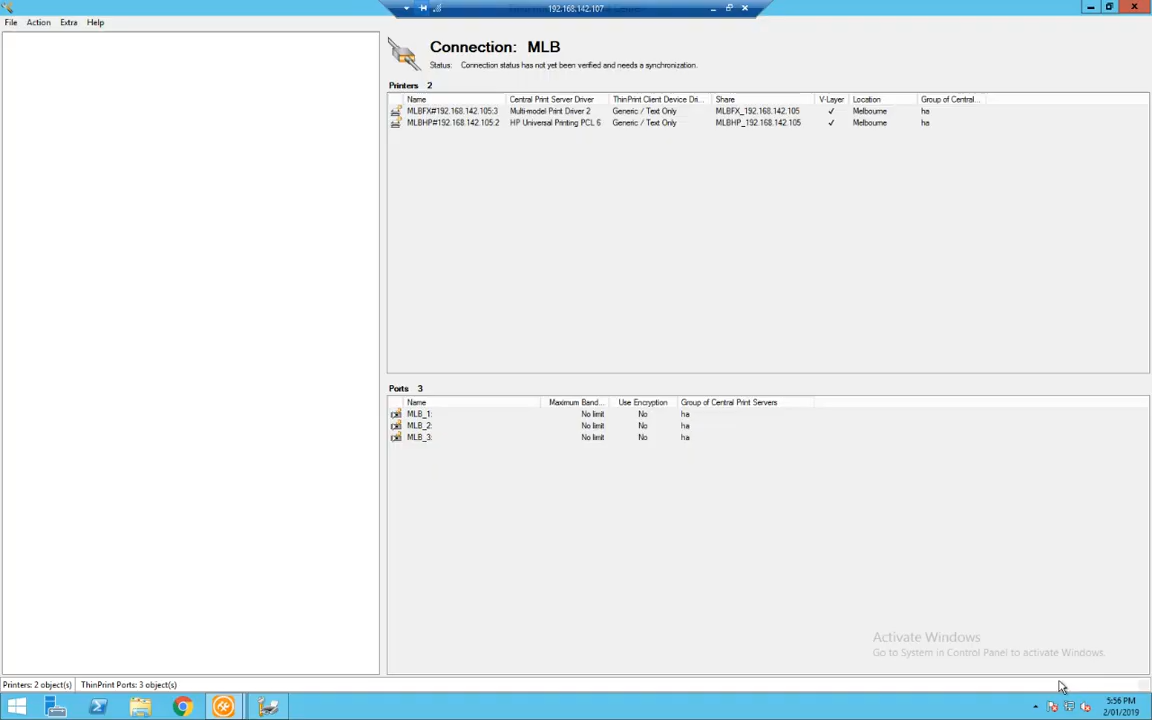 192.168.142.107
File Action Extra Help
Connection: MLB
Status: Connection status has not yet been verified and needs a synchronization.
Printers 2
Name Central Print Server Driver ThinPrint Client Device Dri... Share V-Layer Location Group of Central...
MLBFX#192.168.142.105:3 Multi-model Print Driver 2 Generic / Text Only MLBFX_192.168.142.105 ✓ Melbourne ha
MLBHP#192.168.142.105:2 HP Universal Printing PCL 6 Generic / Text Only MLBHP_192.168.142.105 ✓ Melbourne ha
Ports 3
Name Maximum Band... Use Encryption Group of Central Print Servers
MLB_1: No limit No ha
MLB_2: No limit No ha
MLB_3: No limit No ha
Activate Windows
Go to System in Control Panel to activate Windows.
Printers: 2 object(s) ThinPrint Ports: 3 object(s)
5:56 PM
2/01/2019